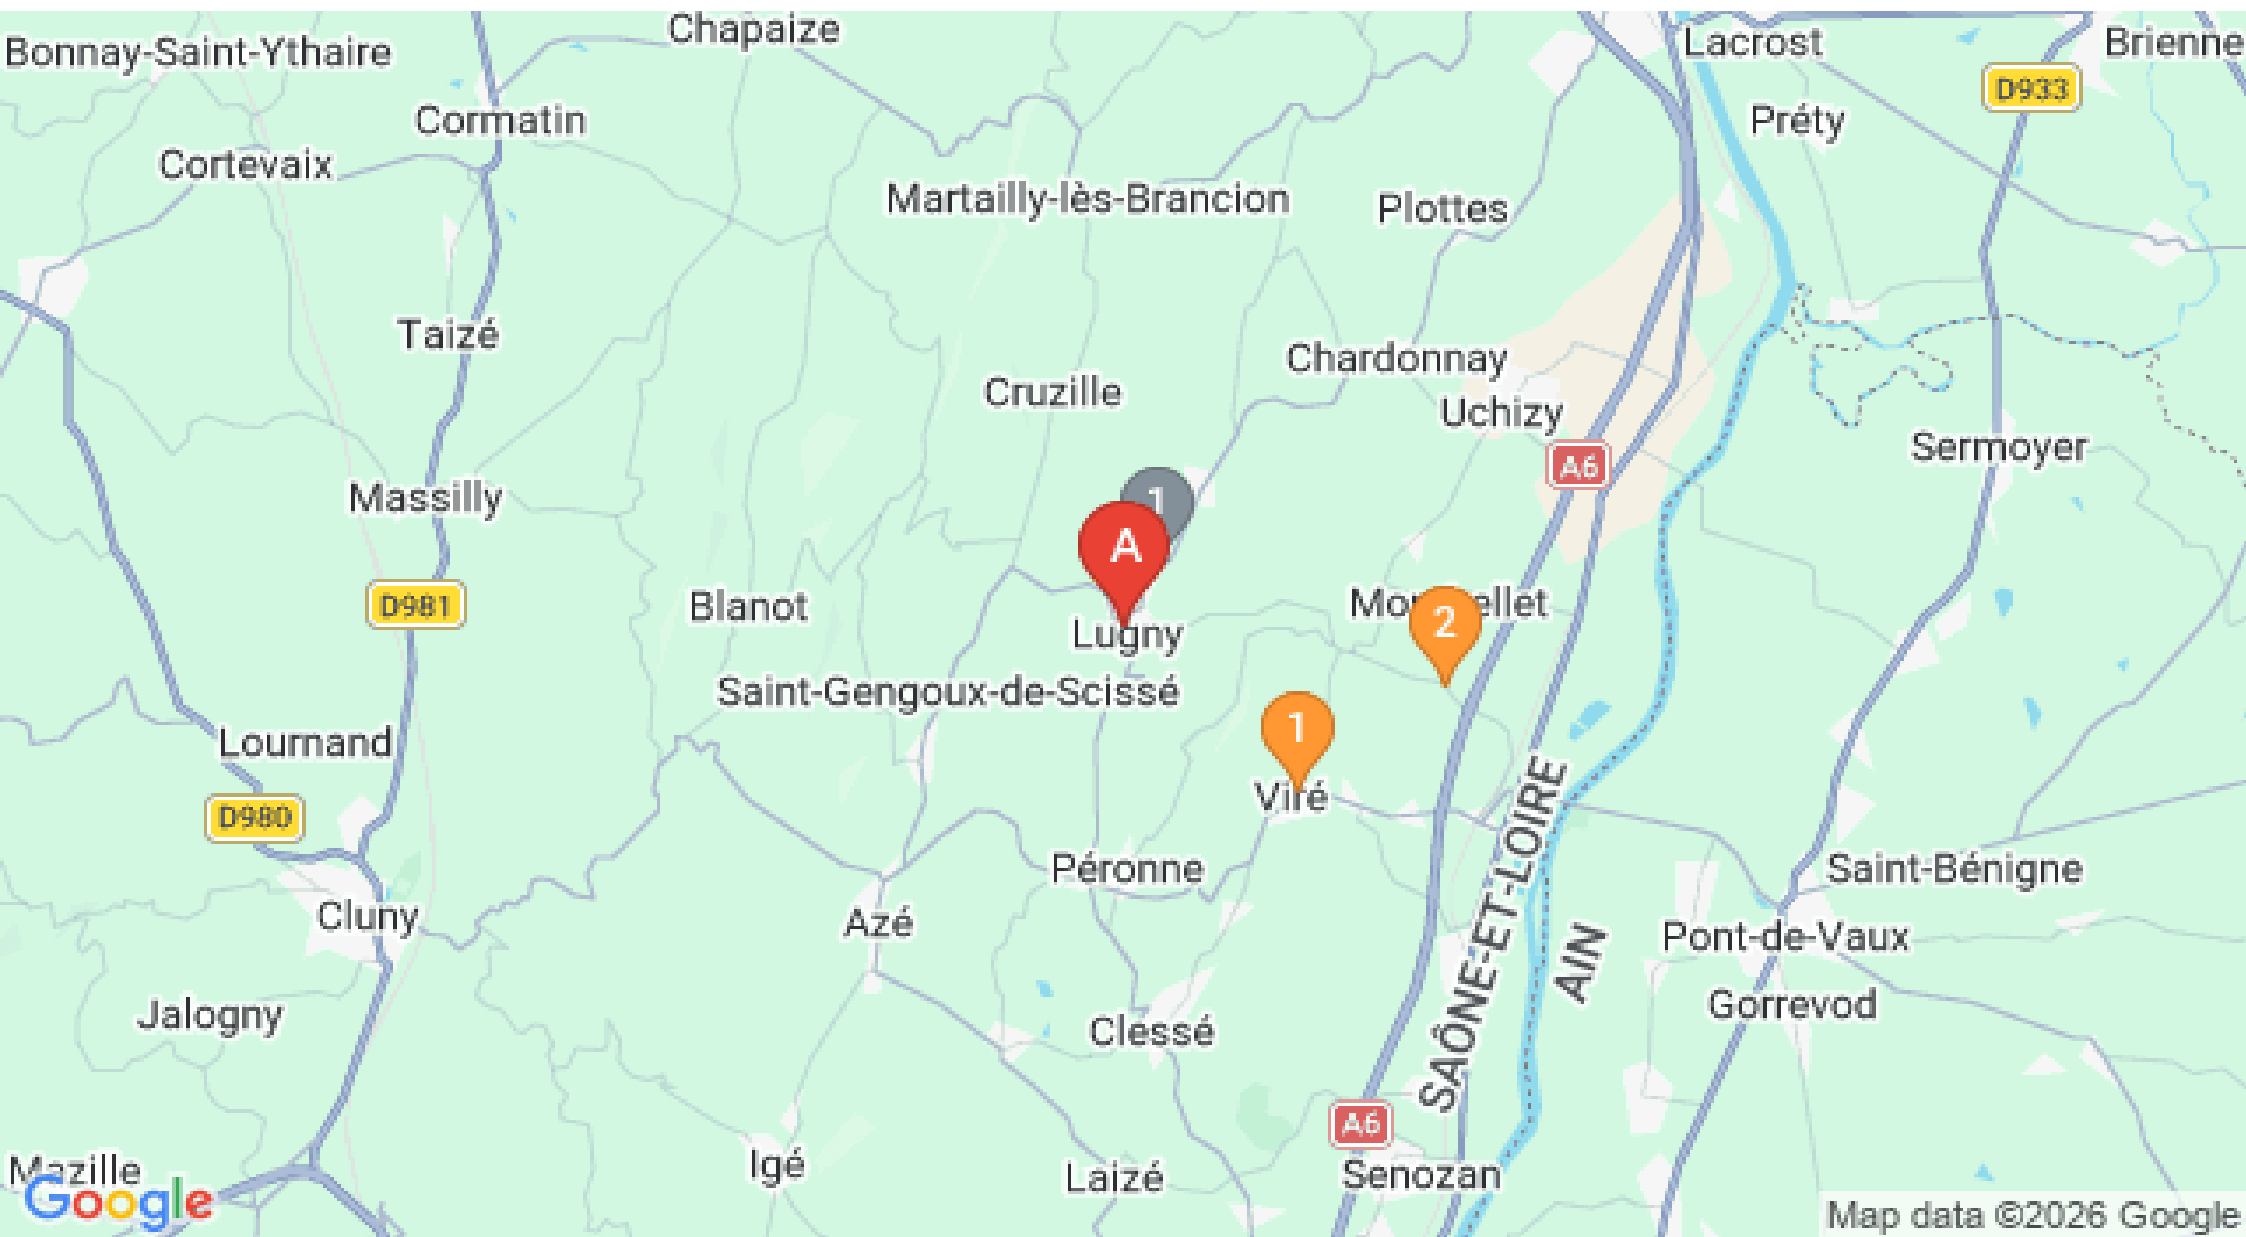 Chapaize
Lacrost
Brienne
Bonnay-Saint-Ythaire
D933
Cormatin
Préty
Cortevaix
Martailly-lès-Brancion
Plottes
Taizé
Chardonnay
Cruzille
Uchizy
Sermoyer
A6
Massilly
1
A
D981
Blanot
2
Lugny
Saint-Gengoux-de-Scissé
1
Lournand
Viré
D980
Péronne
Saint-Bénigne
Cluny
Azé
Pont-de-Vaux
SAÔNE-ET-LOIRE
AIN
Gorrevod
Jalogny
Clessé
A6
Igé
Laizé
Senozan
Mazille
Google
Map data ©2026 Google